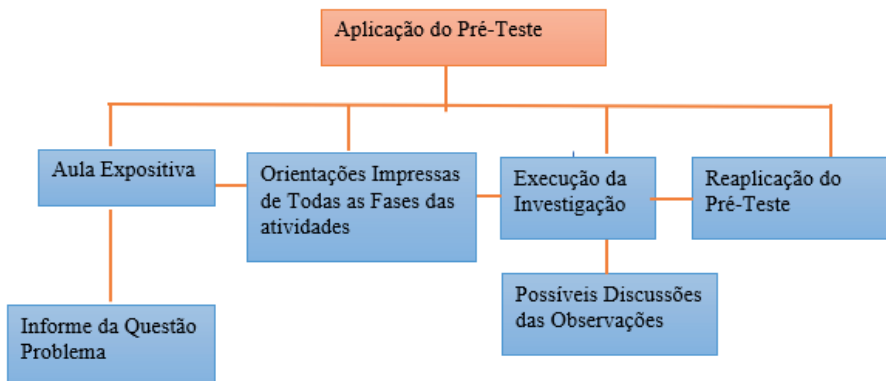 Aplicação do Pré-Teste
Aula Expositiva
Orientações Impressas
de Todas as Fases das
atividades
Execução da
Investigação
Reaplicação do
Pré-Teste
Informe da Questão
Problema
Possíveis Discussões
das Observações